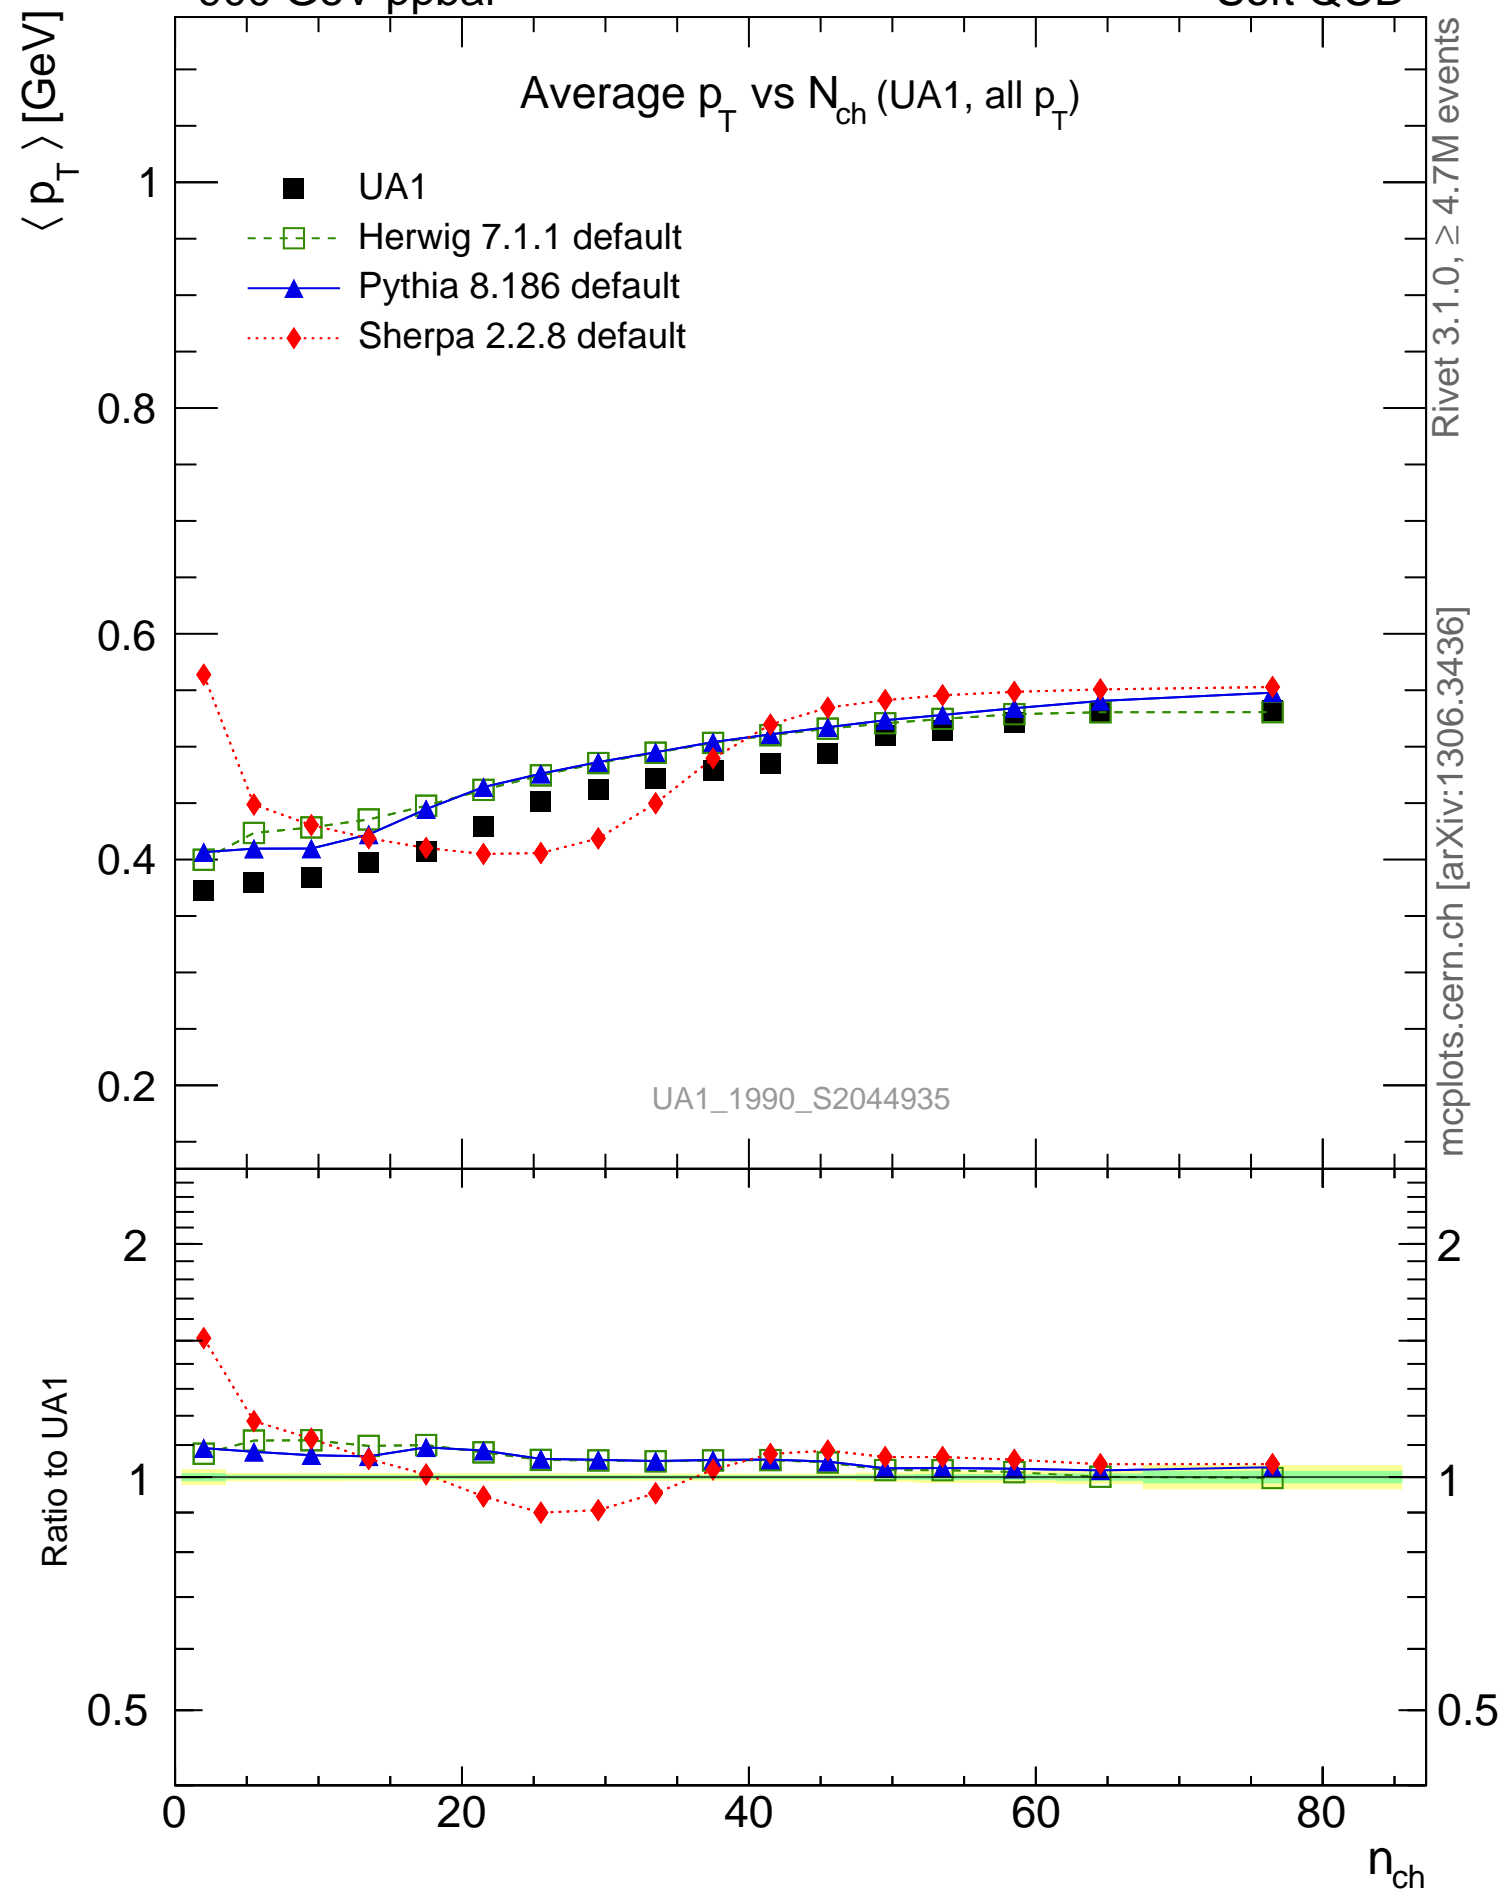 ⟨ p_T ⟩ [GeV]
Average p_T vs N_ch (UA1, all p_T)
UA1
Herwig 7.1.1 default
Pythia 8.186 default
Sherpa 2.2.8 default
1
0.8
0.6
0.4
0.2
UA1_1990_S2044935
Rivet 3.1.0, ≥ 4.7M events
mcplots.cern.ch [arXiv:1306.3436]
Ratio to UA1
2
1
0.5
2
1
0.5
0 20 40 60 80
n_ch